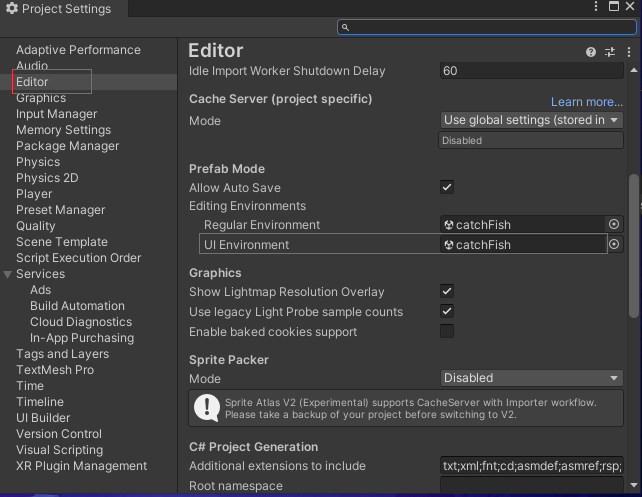 Project Settings
Adaptive Performance
Audio
Editor
Graphics
Input Manager
Memory Settings
Package Manager
Physics
Physics 2D
Player
Preset Manager
Quality
Scene Template
Script Execution Order
Services
Ads
Build Automation
Cloud Diagnostics
In-App Purchasing
Tags and Layers
TextMesh Pro
Time
Timeline
UI Builder
Version Control
Visual Scripting
XR Plugin Management
Editor
Idle Import Worker Shutdown Delay 60
Cache Server (project specific)
Learn more...
Mode Use global settings (stored in
Disabled
Prefab Mode
Allow Auto Save
Editing Environments
Regular Environment catchFish
UI Environment catchFish
Graphics
Show Lightmap Resolution Overlay
Use legacy Light Probe sample counts
Enable baked cookies support
Sprite Packer
Mode Disabled
Sprite Atlas V2 (Experimental) supports CacheServer with Importer workflow.
Please take a backup of your project before switching to V2.
C# Project Generation
Additional extensions to include txt;xml;fnt;cd;asmdef;asmref;rsp;
Root namespace